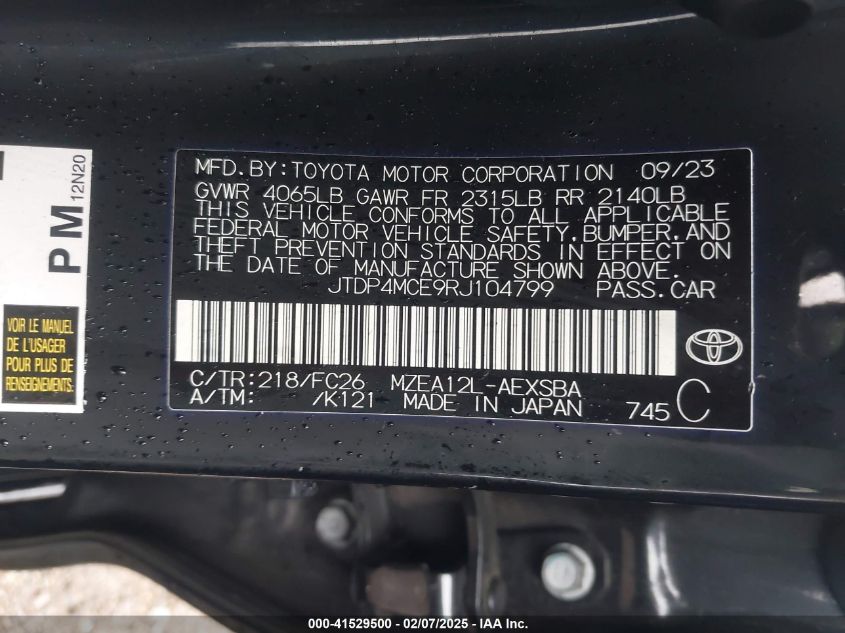 PM
12N20
VOIR LE MANUEL
DE L'USAGER
POUR PLUS DE
RENSEIGNEMENTS.
MFD.BY:TOYOTA MOTOR CORPORATION 09/23
GVWR 4065LB GAWR FR 2315LB RR 2140LB
THIS VEHICLE CONFORMS TO ALL APPLICABLE
FEDERAL MOTOR VEHICLE SAFETY,BUMPER,AND
THEFT PREVENTION STANDARDS IN EFFECT ON
THE DATE OF MANUFACTURE SHOWN ABOVE.
JTDP4MCE9RJ104799 PASS.CAR
C/TR:218/FC26 MZEA12L-AEXSBA
A/TM: /K121 MADE IN JAPAN 745 C
000-41529500 - 02/07/2025 - IAA Inc.